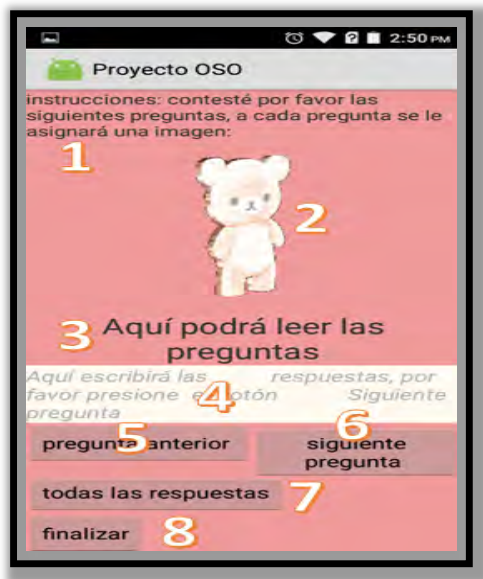 2:50 PM
Proyecto OSO
instrucciones: contesté por favor las
siguientes preguntas, a cada pregunta se le
asignará una imagen:
1
2
3
Aquí podrá leer las
preguntas
Aquí escribirá las respuestas, por
favor presione Siguiente
pregunta
4
5
6
pregunta anterior
siguiente
pregunta
todas las respuestas
7
finalizar
8